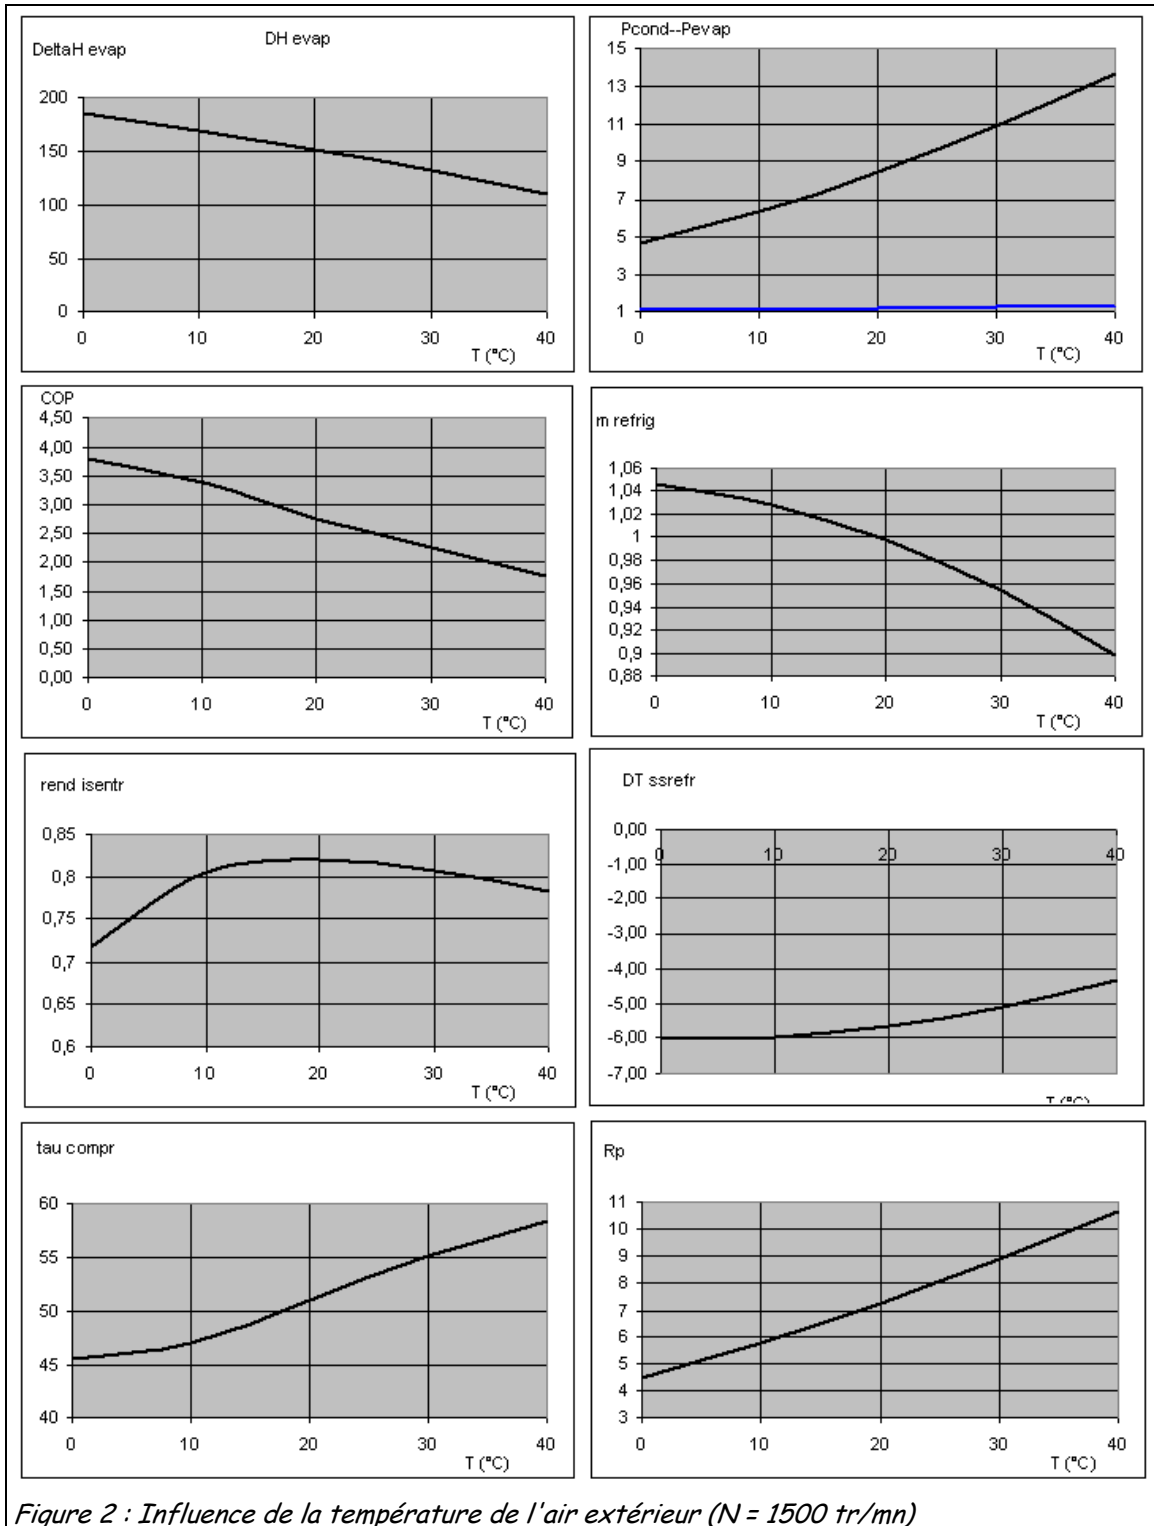 DeltaH evap
DH evap
200
150
100
50
0
0 10 20 30 40
T (°C)
Pcond--Pevap
15
13
11
9
7
5
3
1
0 10 20 30 40
T (°C)
COP
4,50
4,00
3,50
3,00
2,50
2,00
1,50
1,00
0,50
0,00
0 10 20 30 40
T (°C)
m refrig
1,06
1,04
1,02
1
0,98
0,96
0,94
0,92
0,9
0,88
0 10 20 30 40
T (°C)
rend isentr
0,85
0,8
0,75
0,7
0,65
0,6
0 10 20 30 40
T (°C)
DT ssrefr
0,00
0 10 20 30 40
-1,00
-2,00
-3,00
-4,00
-5,00
-6,00
-7,00
T (°C)
tau compr
60
55
50
45
40
0 10 20 30 40
T (°C)
Rp
11
10
9
8
7
6
5
4
3
0 10 20 30 40
T (°C)
Figure 2 : Influence de la température de l'air extérieur (N = 1500 tr/mn)